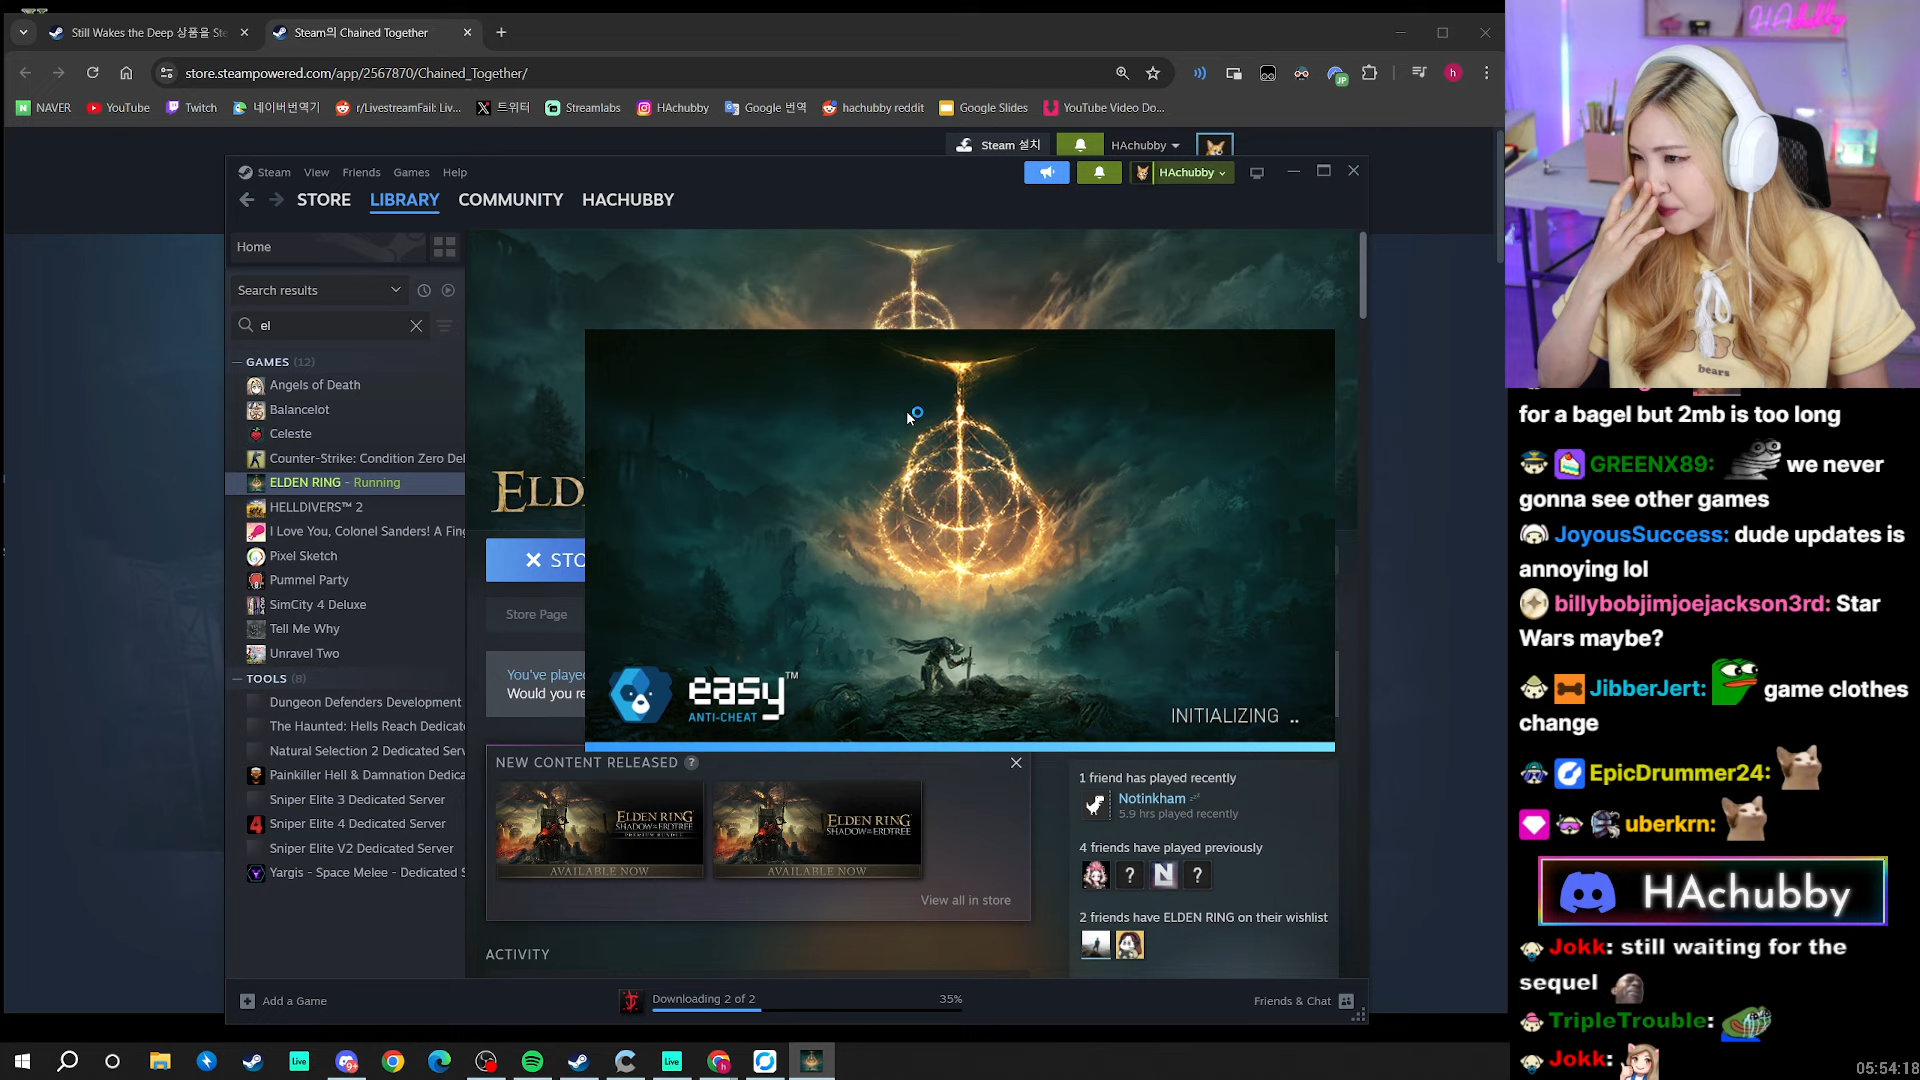 Still Wakes the Deep 상품을 Ste
Steam의 Chained Together
store.steampowered.com/app/2567870/Chained_Together/
NAVER
YouTube
Twitch
네이버번역기
r/LivestreamFail: Liv...
트위터
Streamlabs
HAchubby
Google 번역
hachubby reddit
Google Slides
YouTube Video Do...
Steam 설치
HAchubby
Steam
View
Friends
Games
Help
HAchubby
STORE
LIBRARY
COMMUNITY
HACHUBBY
Home
Search results
el
GAMES (12)
Angels of Death
Balancelot
Celeste
Counter-Strike: Condition Zero Del
ELDEN RING - Running
HELLDIVERS™ 2
I Love You, Colonel Sanders! A Fing
Pixel Sketch
Pummel Party
SimCity 4 Deluxe
Tell Me Why
Unravel Two
TOOLS (8)
Dungeon Defenders Development
The Haunted: Hells Reach Dedicate
Natural Selection 2 Dedicated Serv
Painkiller Hell & Damnation Dedica
Sniper Elite 3 Dedicated Server
Sniper Elite 4 Dedicated Server
Sniper Elite V2 Dedicated Server
Yargis - Space Melee - Dedicated S
Add a Game
ELD
STO
Store Page
You've played
Would you re
easy™
ANTI-CHEAT
INITIALIZING ..
NEW CONTENT RELEASED ?
ELDEN RING
SHADOW OF THE ERDTREE
PREMIUM BUNDLE
AVAILABLE NOW
ELDEN RING
SHADOW OF THE ERDTREE
AVAILABLE NOW
View all in store
ACTIVITY
1 friend has played recently
Notinkham
5.9 hrs played recently
4 friends have played previously
? N ?
2 friends have ELDEN RING on their wishlist
Downloading 2 of 2
35%
Friends & Chat
HAchubby
bears
for a bagel but 2mb is too long
GREENX89: we never
gonna see other games
JoyousSuccess: dude updates is
annoying lol
billybobjimjoejackson3rd: Star
Wars maybe?
JibberJert: game clothes
change
EpicDrummer24:
uberkrn:
HAchubby
Jokk: still waiting for the
sequel
TripleTrouble:
Jokk:
05:54:18
Live
Live